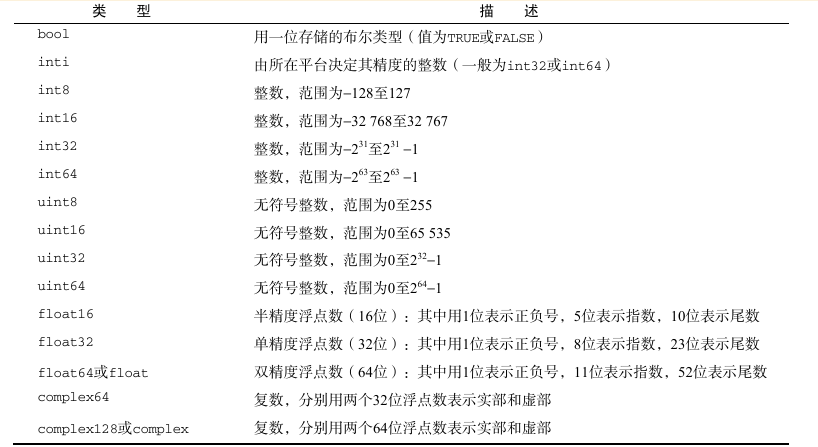 类 型 描 述
bool 用一位存储的布尔类型（值为TRUE或FALSE）
inti 由所在平台决定其精度的整数（一般为int32或int64）
int8 整数，范围为−128至127
int16 整数，范围为−32 768至32 767
int32 整数，范围为−2³¹至2³¹ −1
int64 整数，范围为−2⁶³至2⁶³ −1
uint8 无符号整数，范围为0至255
uint16 无符号整数，范围为0至65 535
uint32 无符号整数，范围为0至2³²−1
uint64 无符号整数，范围为0至2⁶⁴−1
float16 半精度浮点数（16位）：其中用1位表示正负号，5位表示指数，10位表示尾数
float32 单精度浮点数（32位）：其中用1位表示正负号，8位表示指数，23位表示尾数
float64或float 双精度浮点数（64位）：其中用1位表示正负号，11位表示指数，52位表示尾数
complex64 复数，分别用两个32位浮点数表示实部和虚部
complex128或complex 复数，分别用两个64位浮点数表示实部和虚部